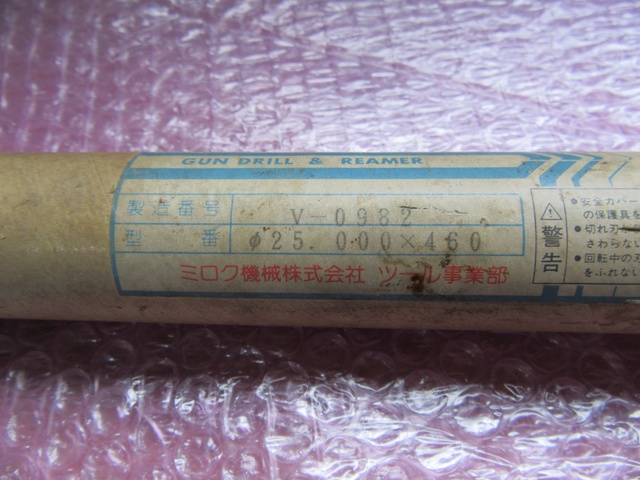 GUN DRILL & REAMER
製造番号 V-0982
型番 φ25.000×460
ミロク機械株式会社 ツール事業部
警告
・安全カバー
の保護具を
・切れ刃
さわらない
・回転中の刃
をふれない